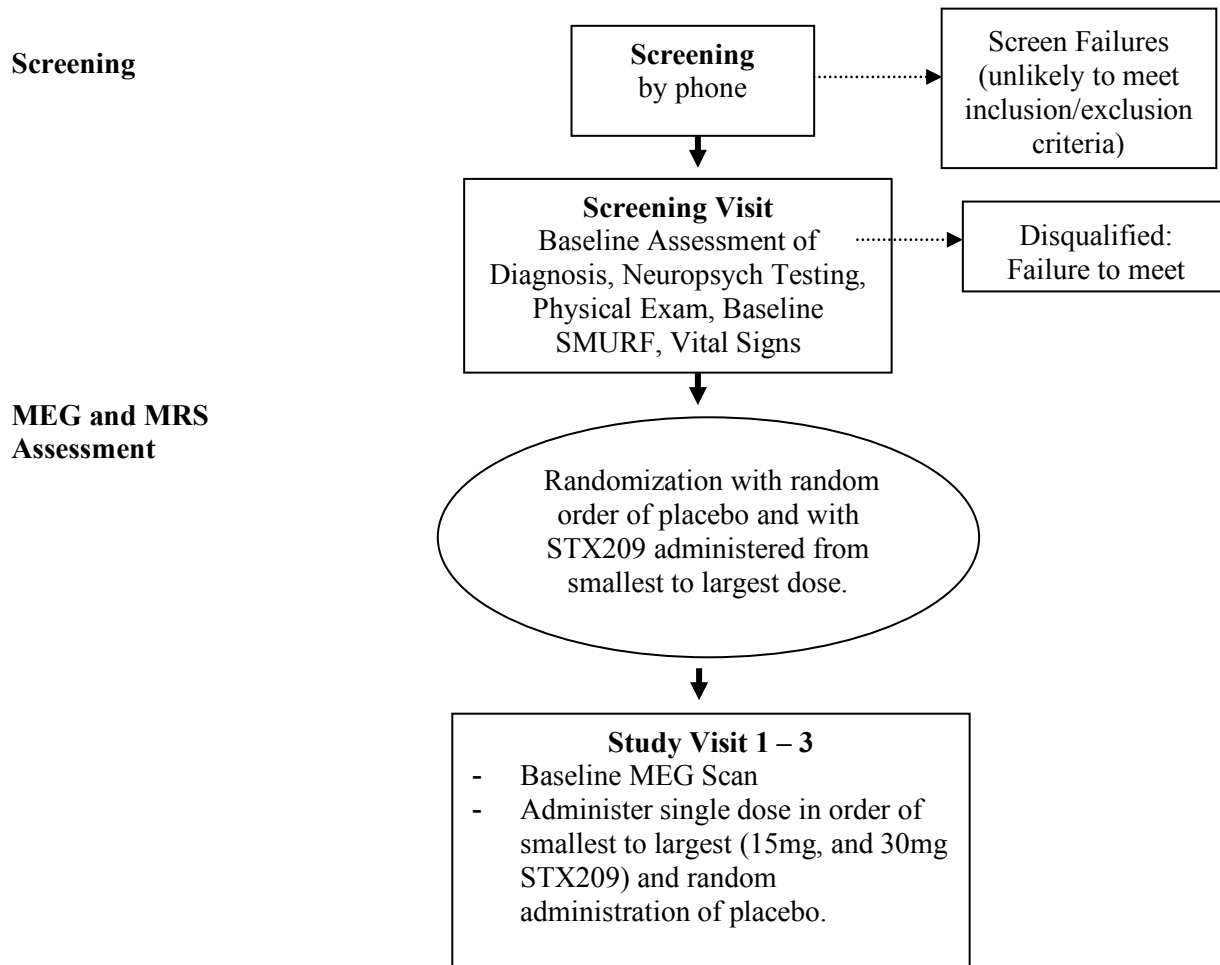 Screening
Screening
by phone
Screen Failures
(unlikely to meet
inclusion/exclusion
criteria)
Screening Visit
Baseline Assessment of
Diagnosis, Neuropsych Testing,
Physical Exam, Baseline
SMURF, Vital Signs
Disqualified:
Failure to meet
MEG and MRS
Assessment
Randomization with random
order of placebo and with
STX209 administered from
smallest to largest dose.
Study Visit 1 – 3
- Baseline MEG Scan
- Administer single dose in order of
smallest to largest (15mg, and 30mg
STX209) and random
administration of placebo.